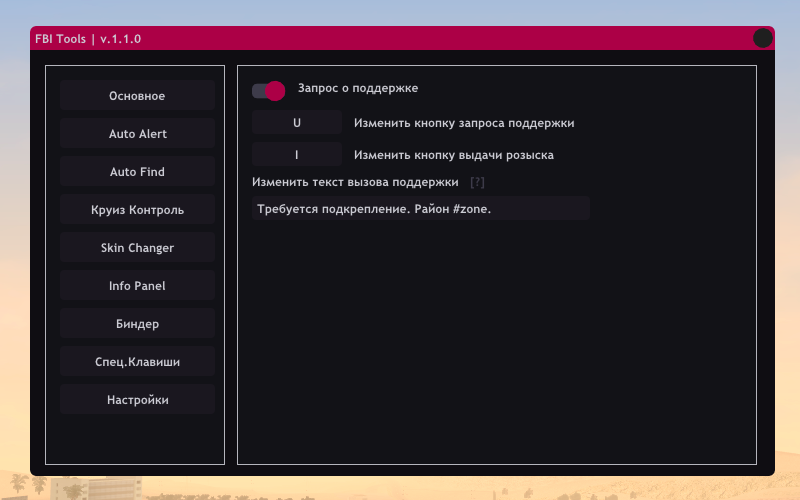 FBI Tools | v.1.1.0
Основное
Auto Alert
Auto Find
Круиз Контроль
Skin Changer
Info Panel
Биндер
Спец.Клавиши
Настройки
Запрос о поддержке
U Изменить кнопку запроса поддержки
I Изменить кнопку выдачи розыска
Изменить текст вызова поддержки [?]
Требуется подкрепление. Район #zone.